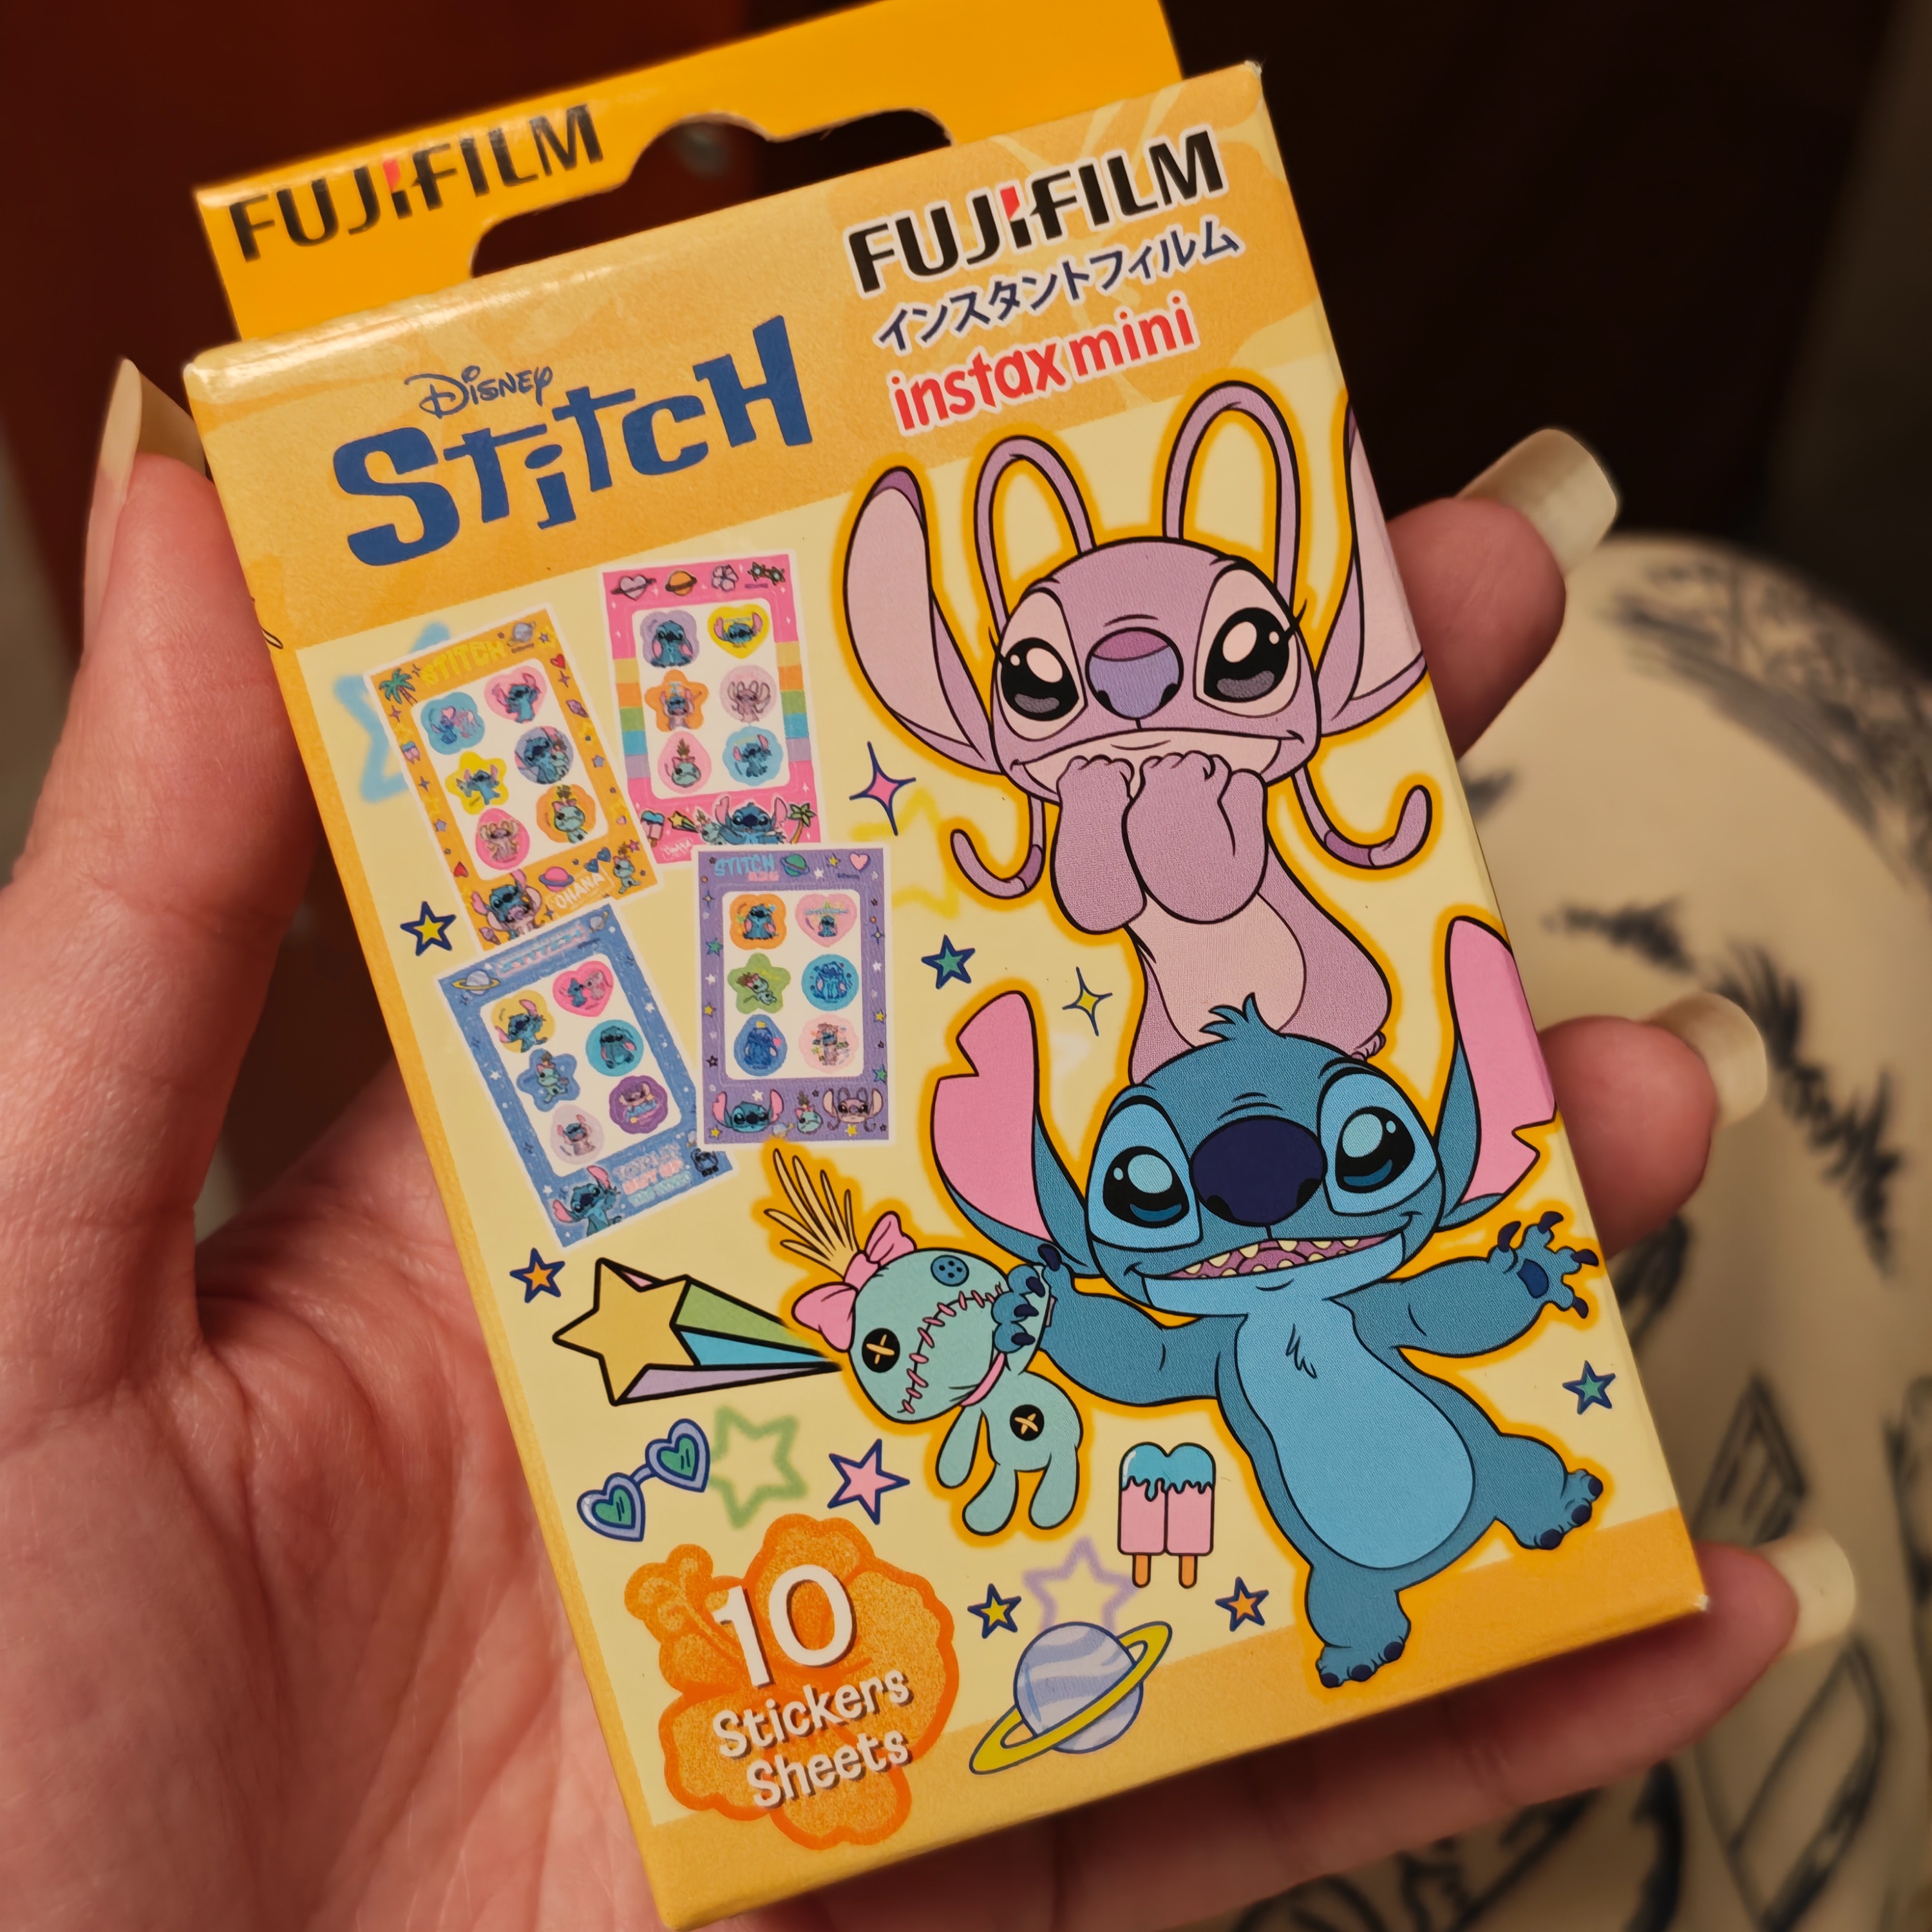 FUJIFILM
FUJIFILM
インスタントフィルム
instax mini
Disney
Stitch
STITCH
OHANA
STITCH
10
Stickers
Sheets